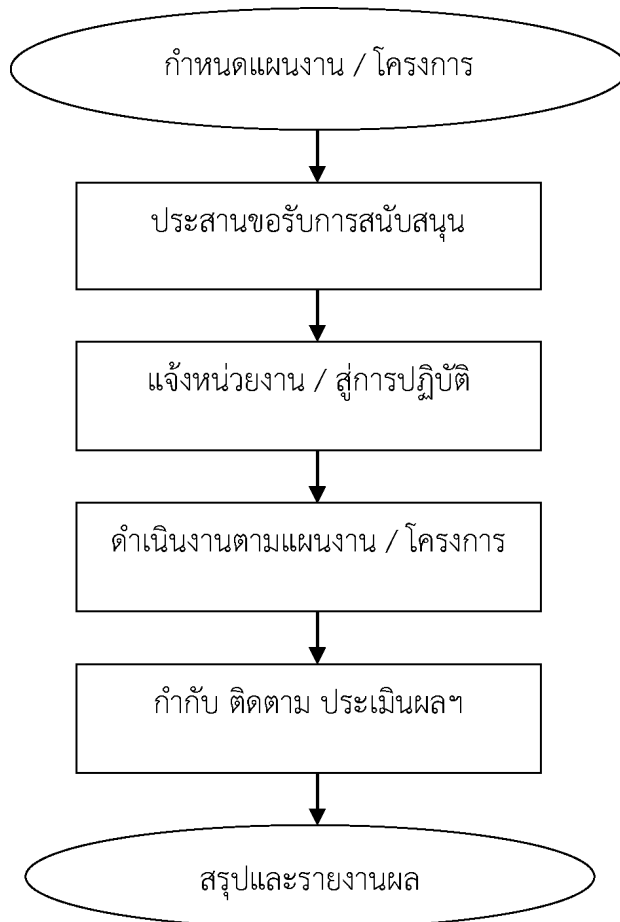 กำหนดแผนงาน / โครงการ
ประสานขอรับการสนับสนุน
แจ้งหน่วยงาน / สู่การปฏิบัติ
ดำเนินงานตามแผนงาน / โครงการ
กำกับ ติดตาม ประเมินผลฯ
สรุปและรายงานผล